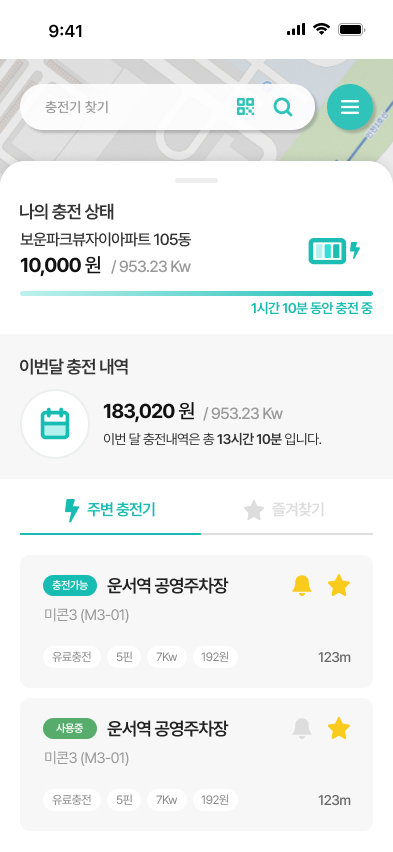 9:41
충전기 찾기
나의 충전 상태
보운파크뷰자이아파트 105동
10,000 원 / 953.23 Kw
1시간 10분 동안 충전 중
이번달 충전 내역
183,020 원 / 953.23 Kw
이번 달 충전내역은 총 13시간 10분 입니다.
주변 충전기 즐겨찾기
충전가능 운서역 공영주차장
미콘3 (M3-01)
유료충전 5핀 7Kw 192원 123m
사용중 운서역 공영주차장
미콘3 (M3-01)
유료충전 5핀 7Kw 192원 123m